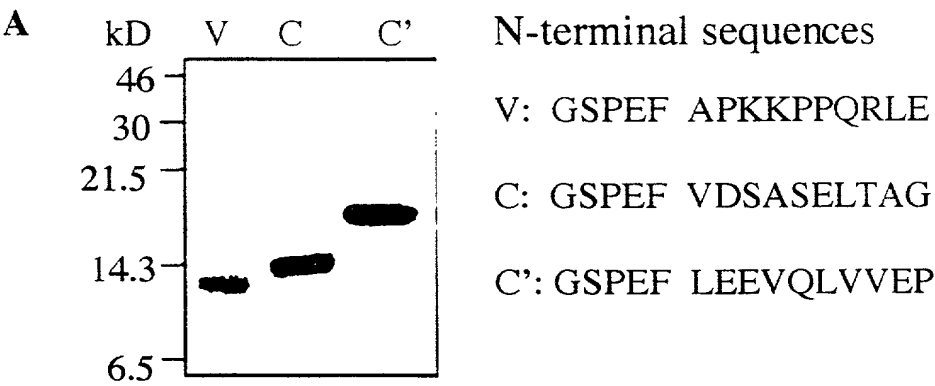 A
kD V C C' N-terminal sequences
46
30
21.5
14.3
6.5
V: GSPEF APKKPPQRLE
C: GSPEF VDSASELTAG
C': GSPEF LEEVQLVVEP